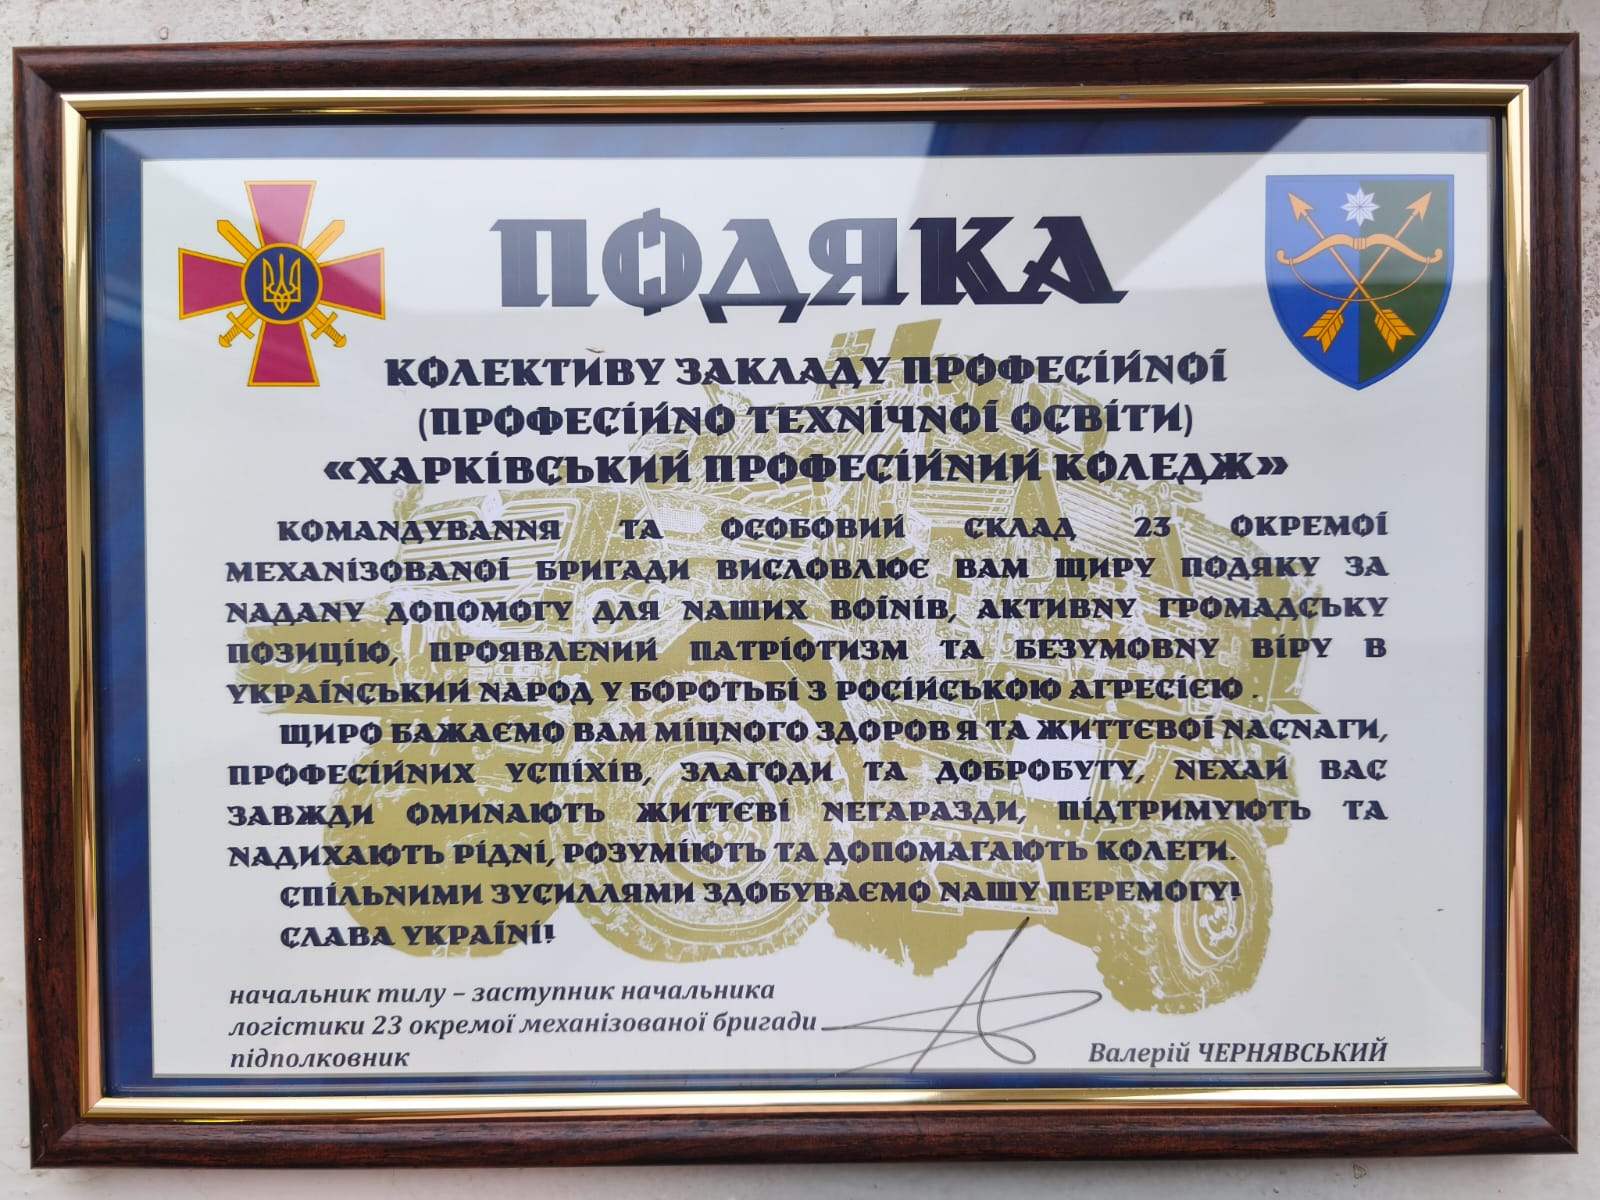 ПОДЯКА
КОЛЕКТИВУ ЗАКЛАДУ ПРОФЕСІЙНОЇ
(ПРОФЕСІЙНО ТЕХНІЧНОЇ ОСВІТИ)
«ХАРКІВСЬКИЙ ПРОФЕСІЙНИЙ КОЛЕДЖ»
КОМАНДУВАННЯ ТА ОСОБОВИЙ СКЛАД 23 ОКРЕМОЇ
МЕХАНІЗОВАНОЇ БРИГАДИ ВИСЛОВЛЮЄ ВАМ ЩИРУ ПОДЯКУ ЗА
НАДАНУ ДОПОМОГУ ДЛЯ НАШИХ ВОЇНІВ, АКТИВНУ ГРОМАДСЬКУ
ПОЗИЦІЮ, ПРОЯВЛЕНИЙ ПАТРІОТИЗМ ТА БЕЗУМОВНУ ВІРУ В
УКРАЇНСЬКИЙ НАРОД У БОРОТЬБІ З РОСІЙСЬКОЮ АГРЕСІЄЮ .
ЩИРО БАЖАЄМО ВАМ МІЦНОГО ЗДОРОВ Я ТА ЖИТТЄВОЇ НАСНАГИ,
ПРОФЕСІЙНИХ УСПІХІВ, ЗЛАГОДИ ТА ДОБРОБУТУ, НЕХАЙ ВАС
ЗАВЖДИ ОМИНАЮТЬ ЖИТТЄВІ НЕГАРАЗДИ, ПІДТРИМУЮТЬ ТА
НАДИХАЮТЬ РІДНІ, РОЗУМІЮТЬ ТА ДОПОМАГАЮТЬ КОЛЕГИ.
СПІЛЬНИМИ ЗУСИЛЛЯМИ ЗДОБУВАЄМО НАШУ ПЕРЕМОГУ!
СЛАВА УКРАЇНІ!
начальник тилу – заступник начальника
логістики 23 окремої механізованої бригади
підполковник Валерій ЧЕРНЯВСЬКИЙ